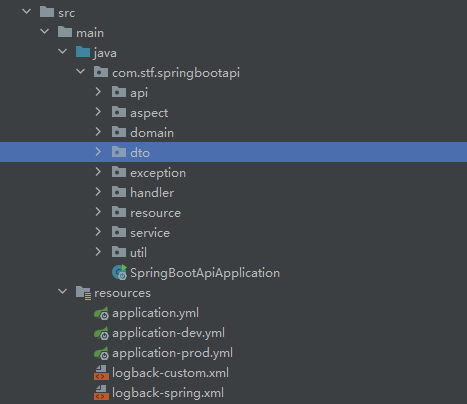 src
main
java
com.stf.springbootapi
api
aspect
domain
dto
exception
handler
resource
service
util
SpringBootApiApplication
resources
application.yml
application-dev.yml
application-prod.yml
logback-custom.xml
logback-spring.xml